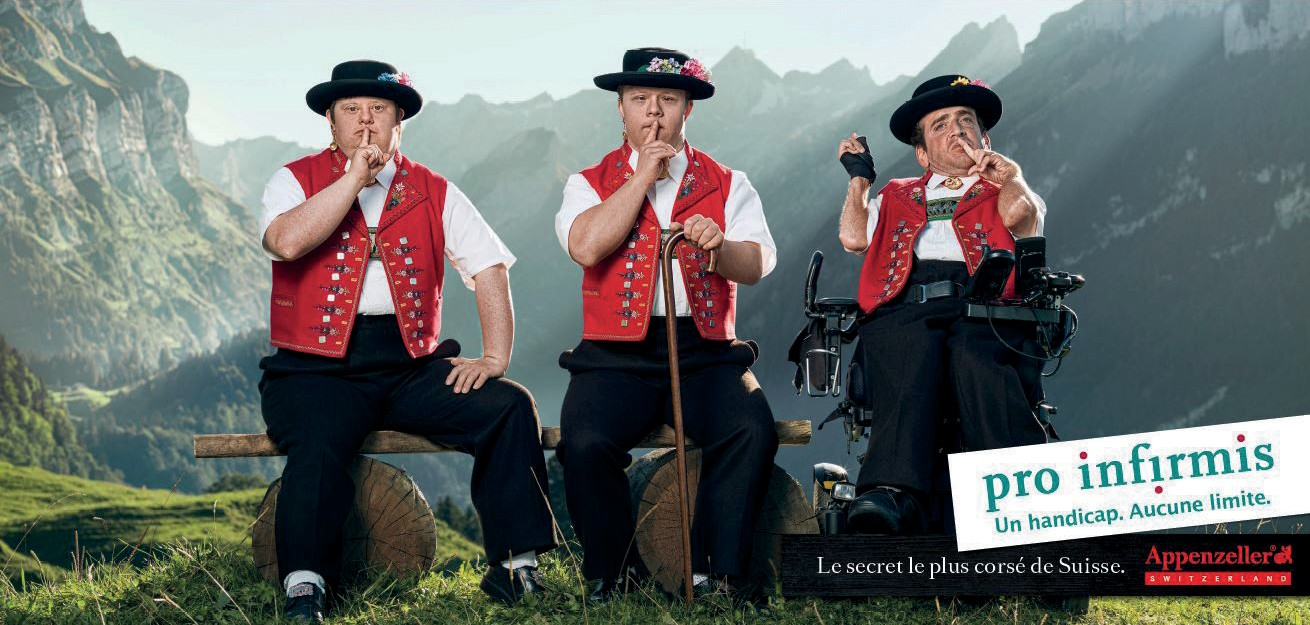 pro infirmis
Un handicap. Aucune limite.
Le secret le plus corsé de Suisse.
Appenzeller®
SWITZERLAND